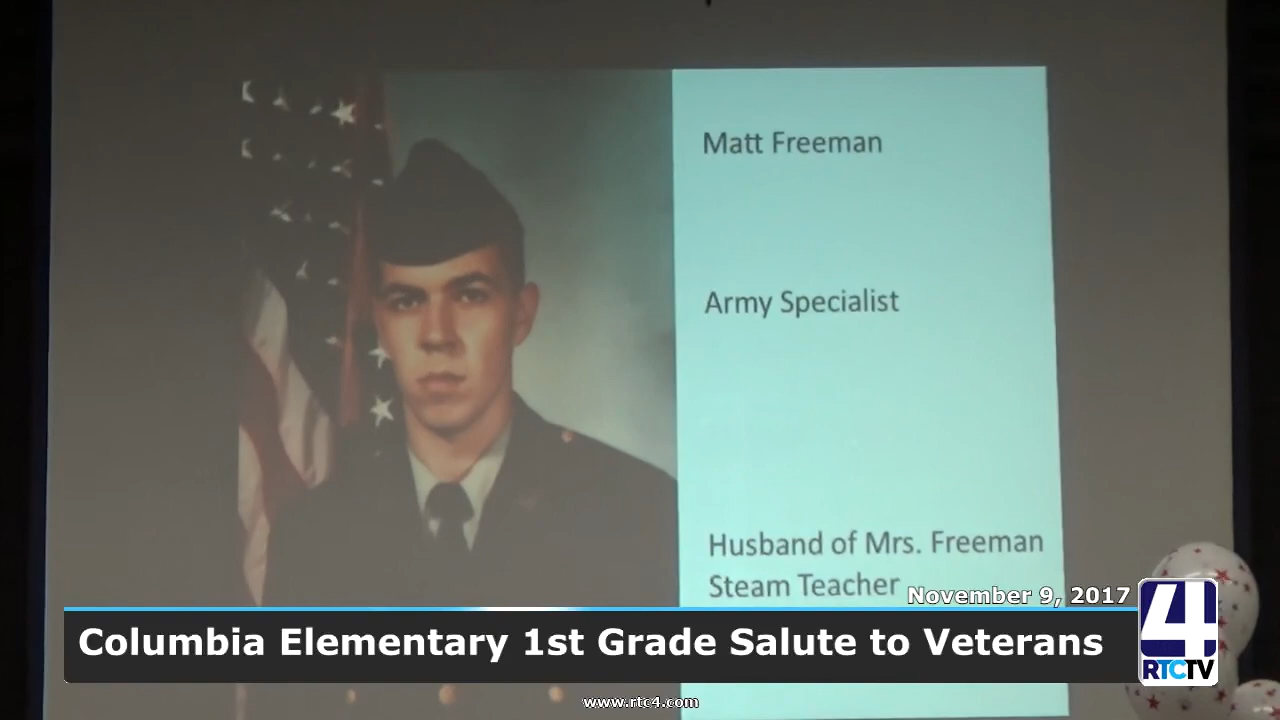 Matt Freeman
Army Specialist
Husband of Mrs. Freeman
Steam Teacher
November 9, 2017
Columbia Elementary 1st Grade Salute to Veterans
4
RTCTV
www.rtc4.com